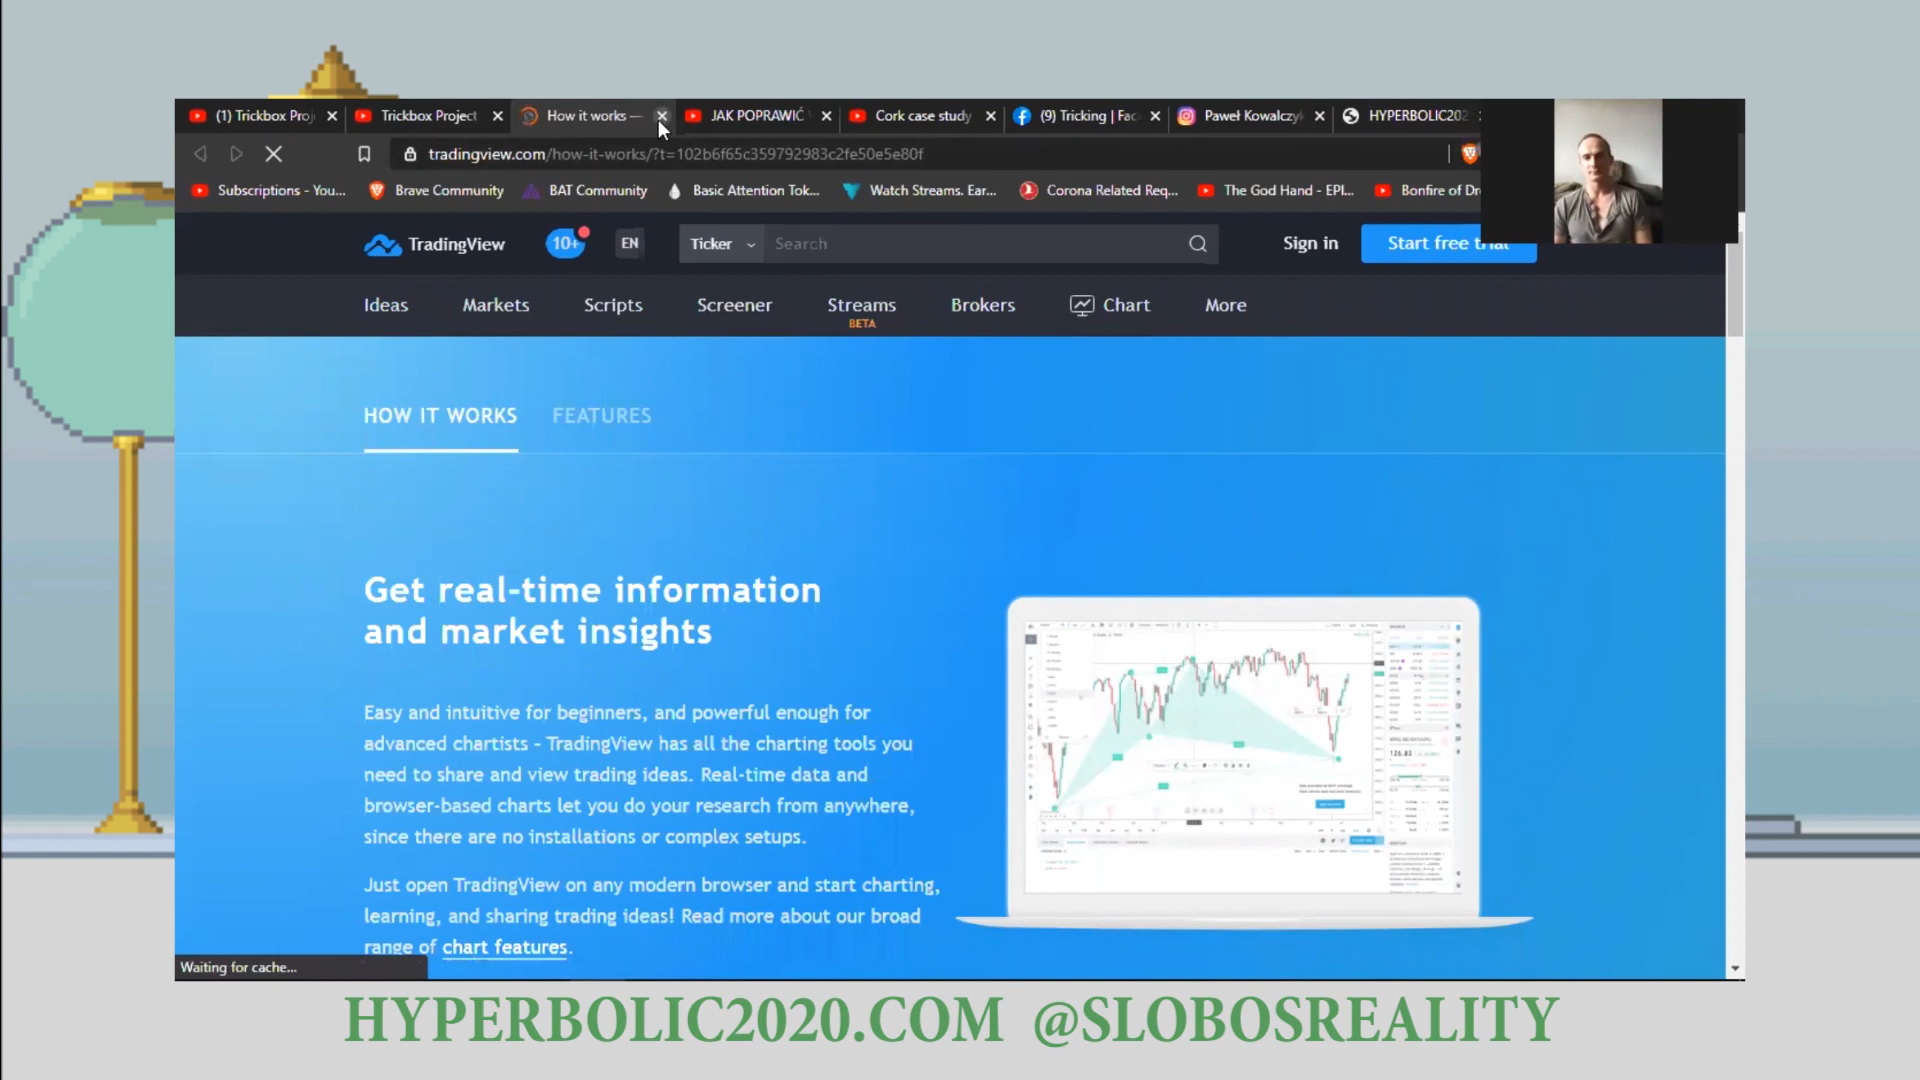 (1) Trickbox Proj
Trickbox Project
How it works —
JAK POPRAWIĆ
Cork case study
(9) Tricking | Fac
Paweł Kowalczyk
HYPERBOLIC202
tradingview.com/how-it-works/?t=102b6f65c359792983c2fe50e5e80f
Subscriptions - You...
Brave Community
BAT Community
Basic Attention Tok...
Watch Streams. Ear...
Corona Related Req...
The God Hand - EPI...
Bonfire of Dr
TradingView
10+
EN
Ticker
Search
Sign in
Start free trial
Ideas
Markets
Scripts
Screener
Streams
BETA
Brokers
Chart
More
HOW IT WORKS
FEATURES
Get real-time information
and market insights
Easy and intuitive for beginners, and powerful enough for
advanced chartists - TradingView has all the charting tools you
need to share and view trading ideas. Real-time data and
browser-based charts let you do your research from anywhere,
since there are no installations or complex setups.
Just open TradingView on any modern browser and start charting,
learning, and sharing trading ideas! Read more about our broad
range of chart features.
126.82
Waiting for cache...
HYPERBOLIC2020.COM @SLOBOSREALITY